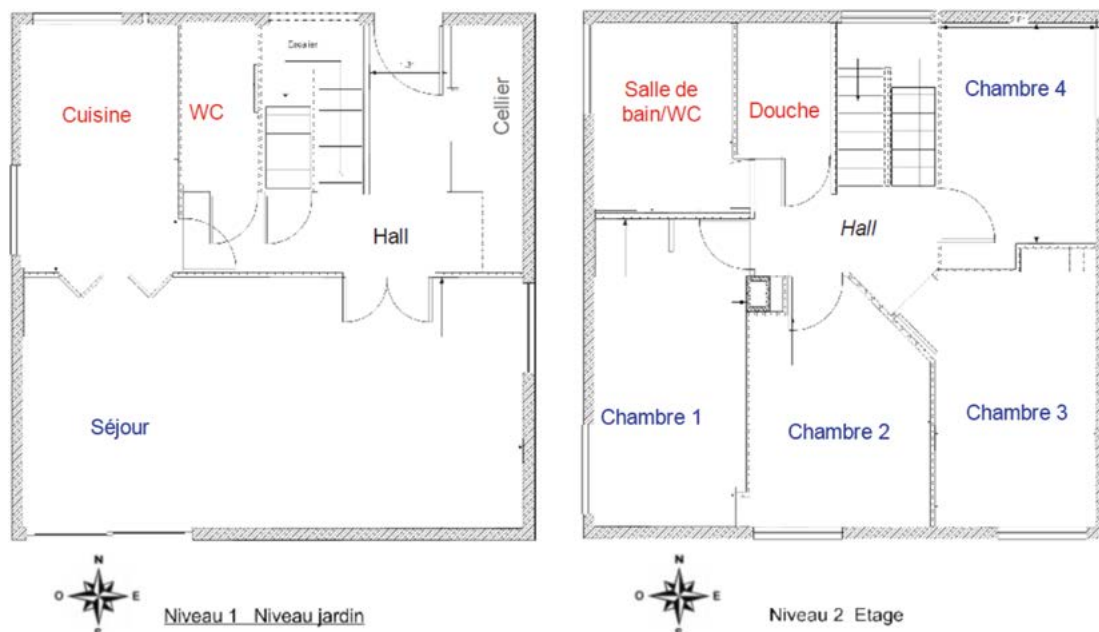 Escalier
Cuisine
WC
Cellier
Hall
Séjour
N
O
E
Niveau 1 Niveau jardin
Salle de
bain/WC
Douche
Chambre 4
Hall
Chambre 1
Chambre 2
Chambre 3
N
O
E
Niveau 2 Etage